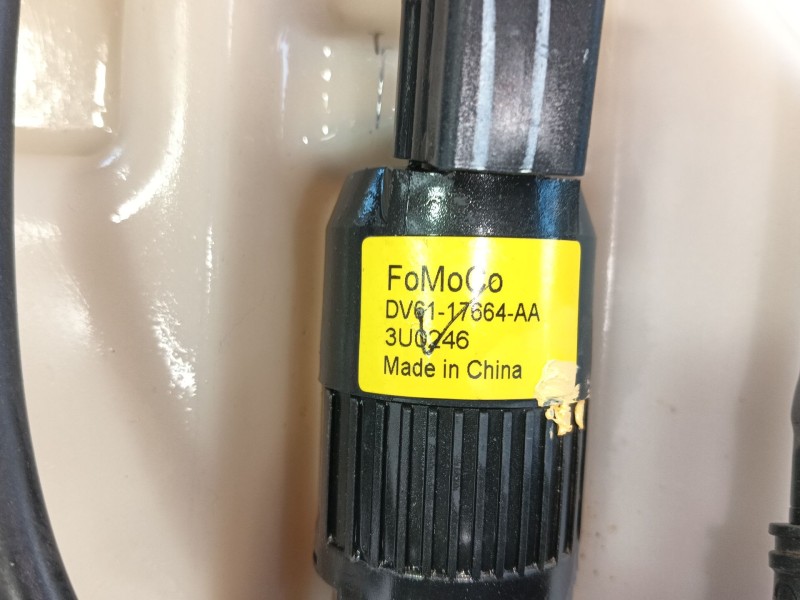 FoMoCo
DV61-17664-AA
3U0246
Made in China